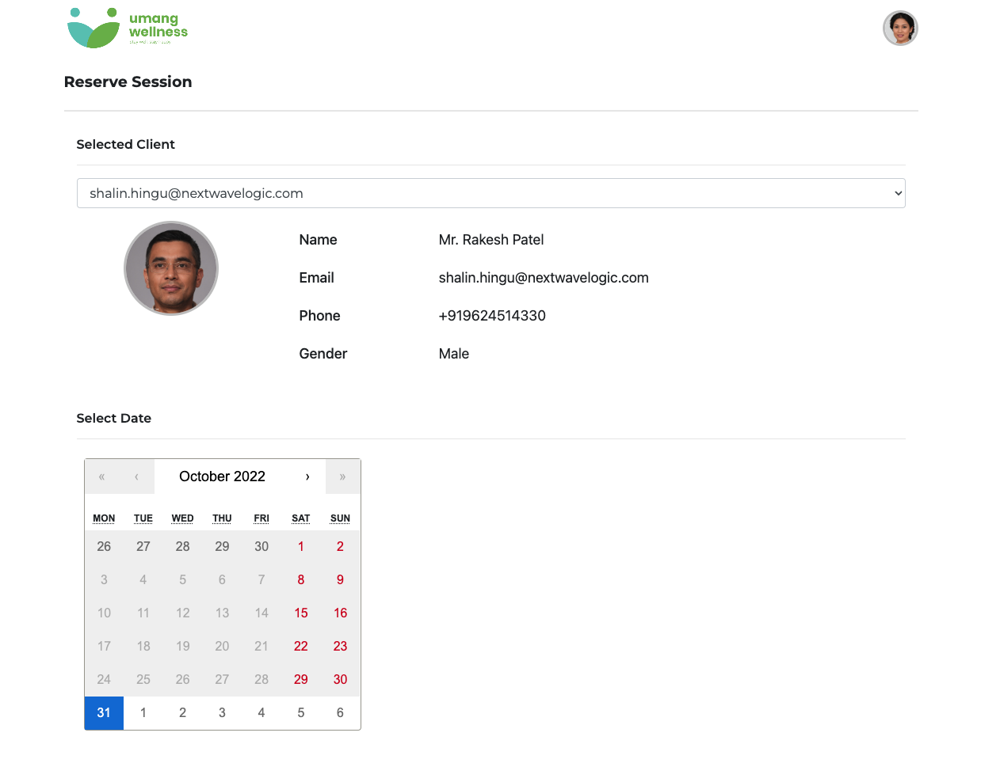 umang
wellness
Reserve Session
Selected Client
shalin.hingu@nextwavelogic.com
Name Mr. Rakesh Patel
Email shalin.hingu@nextwavelogic.com
Phone +919624514330
Gender Male
Select Date
« ‹ October 2022 › »
MON TUE WED THU FRI SAT SUN
26 27 28 29 30 1 2
3 4 5 6 7 8 9
10 11 12 13 14 15 16
17 18 19 20 21 22 23
24 25 26 27 28 29 30
31 1 2 3 4 5 6